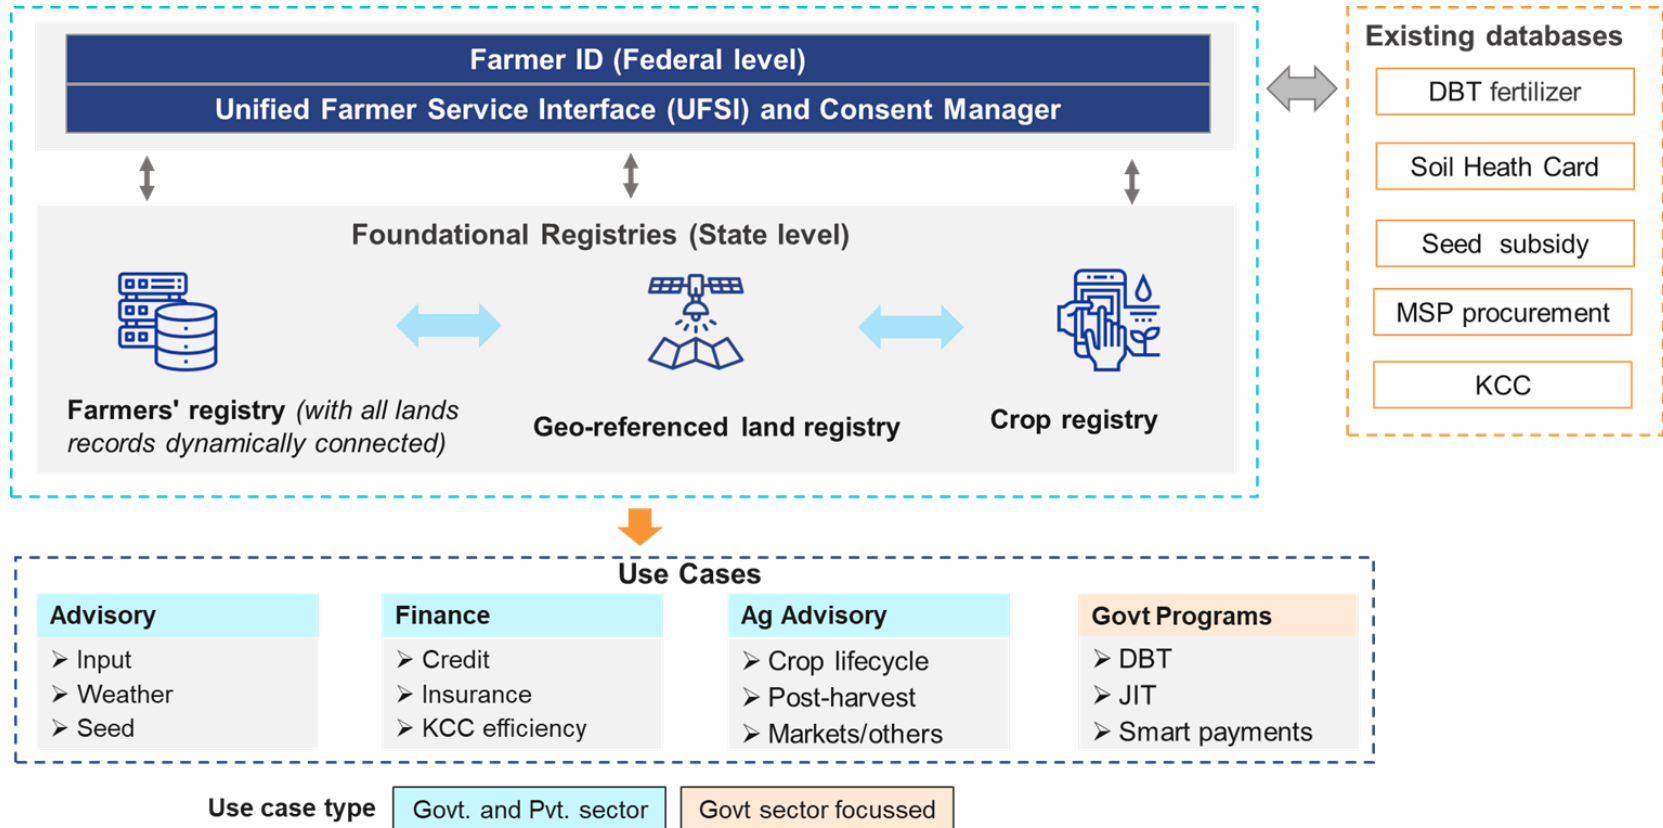 Farmer ID (Federal level)
Unified Farmer Service Interface (UFSI) and Consent Manager
Foundational Registries (State level)
Farmers' registry (with all lands
records dynamically connected)
Geo-referenced land registry
Crop registry
Existing databases
DBT fertilizer
Soil Heath Card
Seed subsidy
MSP procurement
KCC
Use Cases
Advisory
➢ Input
➢ Weather
➢ Seed
Finance
➢ Credit
➢ Insurance
➢ KCC efficiency
Ag Advisory
➢ Crop lifecycle
➢ Post-harvest
➢ Markets/others
Govt Programs
➢ DBT
➢ JIT
➢ Smart payments
Use case type
Govt. and Pvt. sector
Govt sector focussed